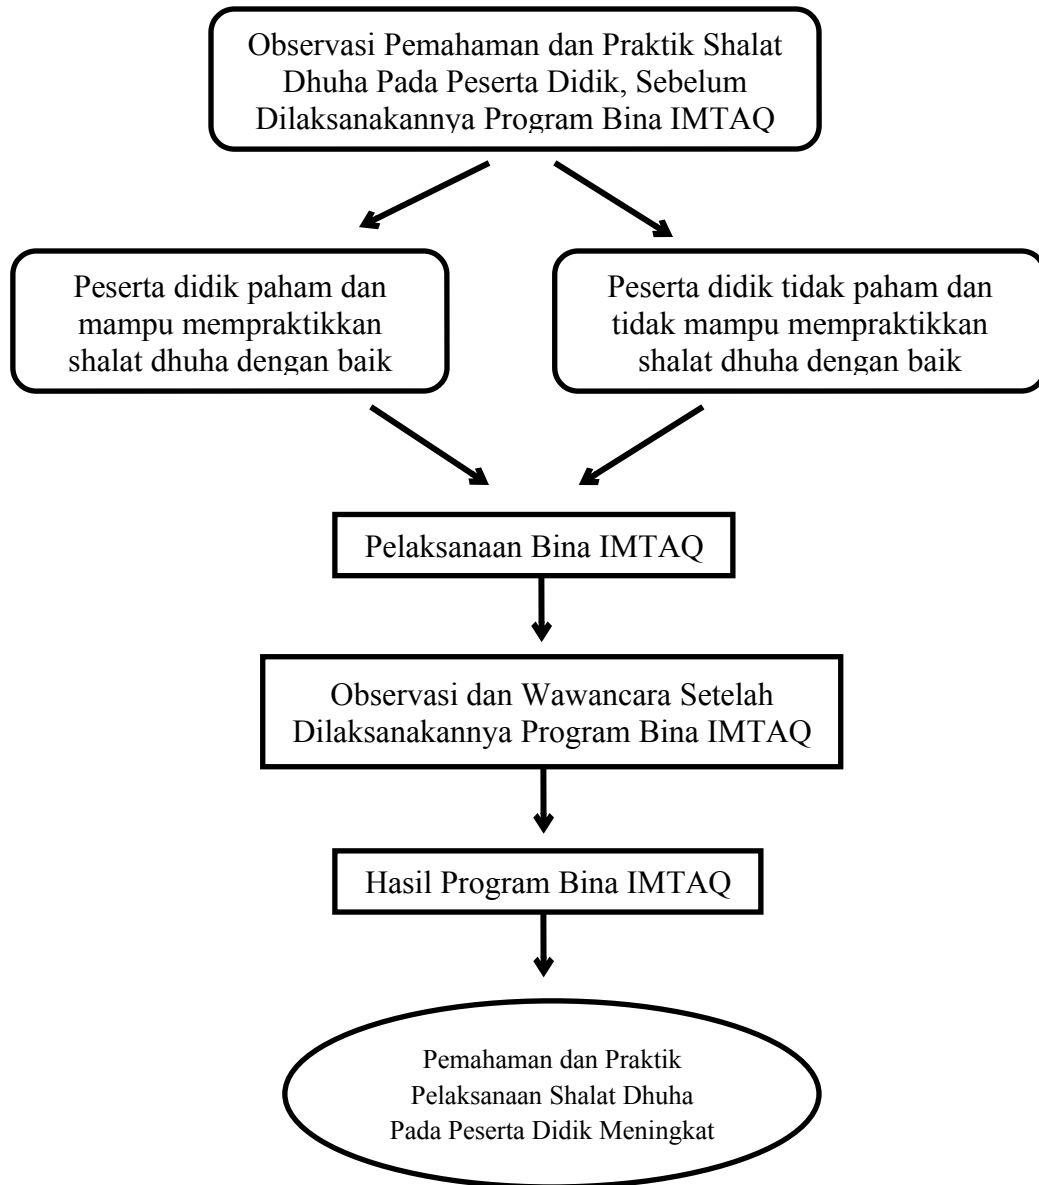 Observasi Pemahaman dan Praktik Shalat
Dhuha Pada Peserta Didik, Sebelum
Dilaksanakannya Program Bina IMTAQ
Peserta didik paham dan
mampu mempraktikkan
shalat dhuha dengan baik
Peserta didik tidak paham dan
tidak mampu mempraktikkan
shalat dhuha dengan baik
Pelaksanaan Bina IMTAQ
Observasi dan Wawancara Setelah
Dilaksanakannya Program Bina IMTAQ
Hasil Program Bina IMTAQ
Pemahaman dan Praktik
Pelaksanaan Shalat Dhuha
Pada Peserta Didik Meningkat